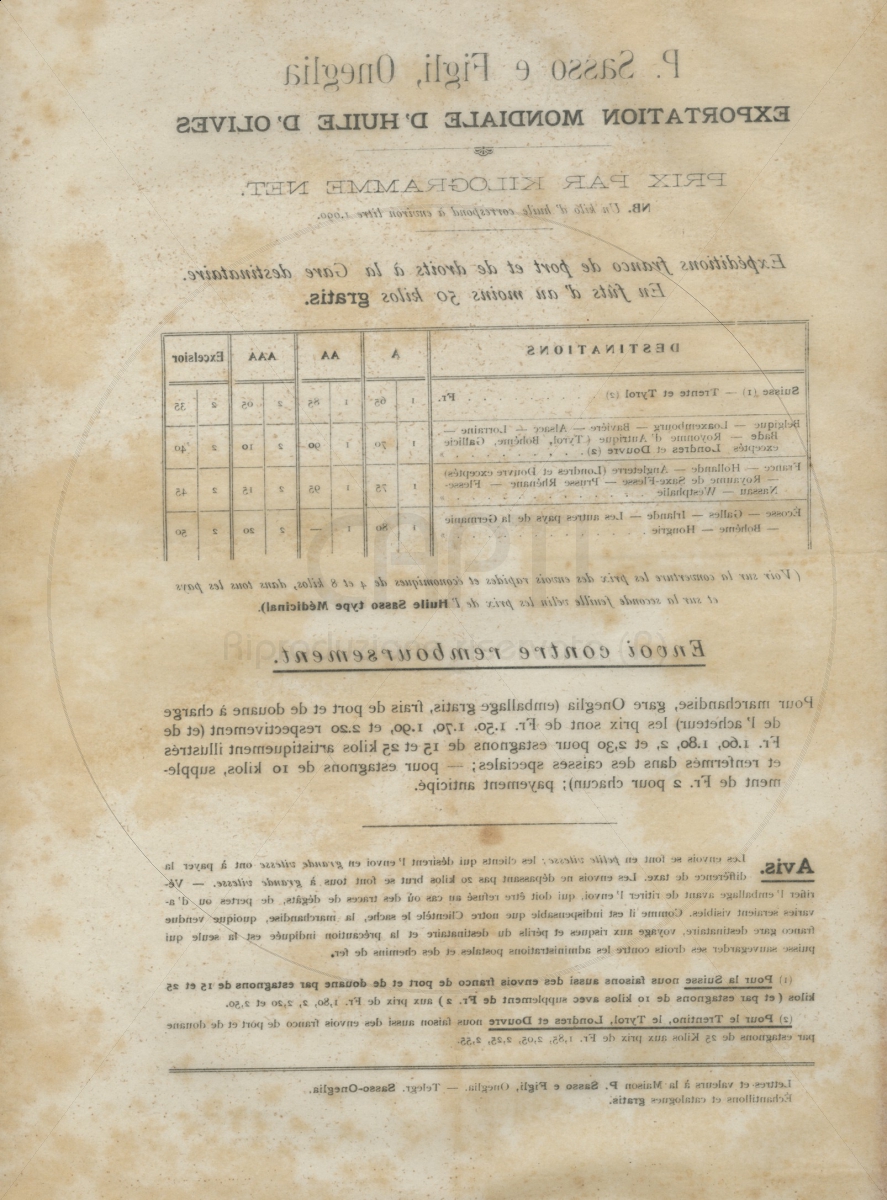 P. Sasso e Figli, Oneglia
EXPORTATION MONDIALE D'HUILE D'OLIVES
PRIX PAR KILOGRAMME NET.
NB. Un kilo d'huile correspond à environ litre 1.090.
Expéditions franco de port et de droits à la Gare destinataire.
En fûts d'au moins 50 kilos gratis.
DESTINATIONS A AA AAA Excelsior
Suisse (1) — Trente et Tyrol (2) Fr. 1 65 1 85 2 05 2 35
Belgique — Loaxembourg — Bavière — Alsace — Lorraine —
Bade — Royonme d'Autrique (Tyrol, Bohême, Galicie
exceptés, Londres et Douvre (2) 1 70 1 90 2 10 2 40
France — Hollande — Angleterre (Londres et Douvre exceptés)
— Royaume de Saxe-Flesse — Prusse Rhénane — Flesse-
Nassau — Westphalie 1 75 1 95 2 15 2 45
Ecosse — Galles — Irlande — Les autres pays de la Germanie
— Bohême — Hongrie 1 80 1 — 2 20 2 50
(Voir sur la converture les prix des envois rapides et économiques de 4 et 8 kilos, dans tous les pays
et sur la seconde feuille vélin les prix de l'Huile Sasso type Médicinal).
Envoi contre remboursement.
Pour marchandise, gare Oneglia (emballage gratis, frais de port et de douane à charge
de l'acheteur) les prix sont de Fr. 1.50. 1.70, 1.90, et 2.20 respectivement (et de
Fr. 1.60, 1.80, 2, et 2,30 pour estagnons de 15 et 25 kilos artistiquement illustrés
et renfermés dans des caisses speciales; — pour estagnons de 10 kilos, supple-
ment de Fr. 2 pour chacun); payement anticipé.
Avis. Les envois se font en petite vitesse; les clients qui désirent l'envoi en grande vitesse ont à payer la
différence de taxe. Les envois ne dépassant pas 20 kilos brut se font tous à grande vitesse. — Vé-
rifier l'emballage avant de ritirer l'envoi, qui doit être refusé au cas où des traces de dégâts, de pertes ou d'a-
varies seraient visibles. Comme il est indispensable que notre Clientèle le sache, la marchandise, quoique vendue
franco gare destinataire, voyage aux risques et périls du destinataire et la précaution indiquée est la seule qui
puisse sauvegarder ses droits contre les administrations postales et des chemins de fer.
(1) Pour la Suisse nous faisons aussi des envois franco de port et de douane par estagnons de 15 et 25
kilos (et par estagnons de 10 kilos avec supplement de Fr. 2) aux prix de Fr. 1,80, 2, 2,20 et 2,50.
(2) Pour le Trentino, le Tyrol, Londres et Douvre nous faison aussi des envois franco de port et de douane
par estagnons de 25 Kilos aux prix de Fr. 1,85, 2,05, 2,25, 2,55.
Lettres et valeurs à la Maison P. Sasso e Figli, Oneglia. — Telegr. Sasso-Oneglia.
Échantillons et catalogues gratis.